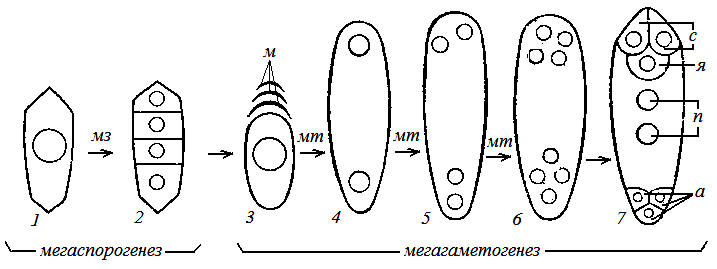 м
с
я
п
а
мз
мт
мт
мт
1
2
3
4
5
6
7
мегаспорогенез
мегагаметогенез